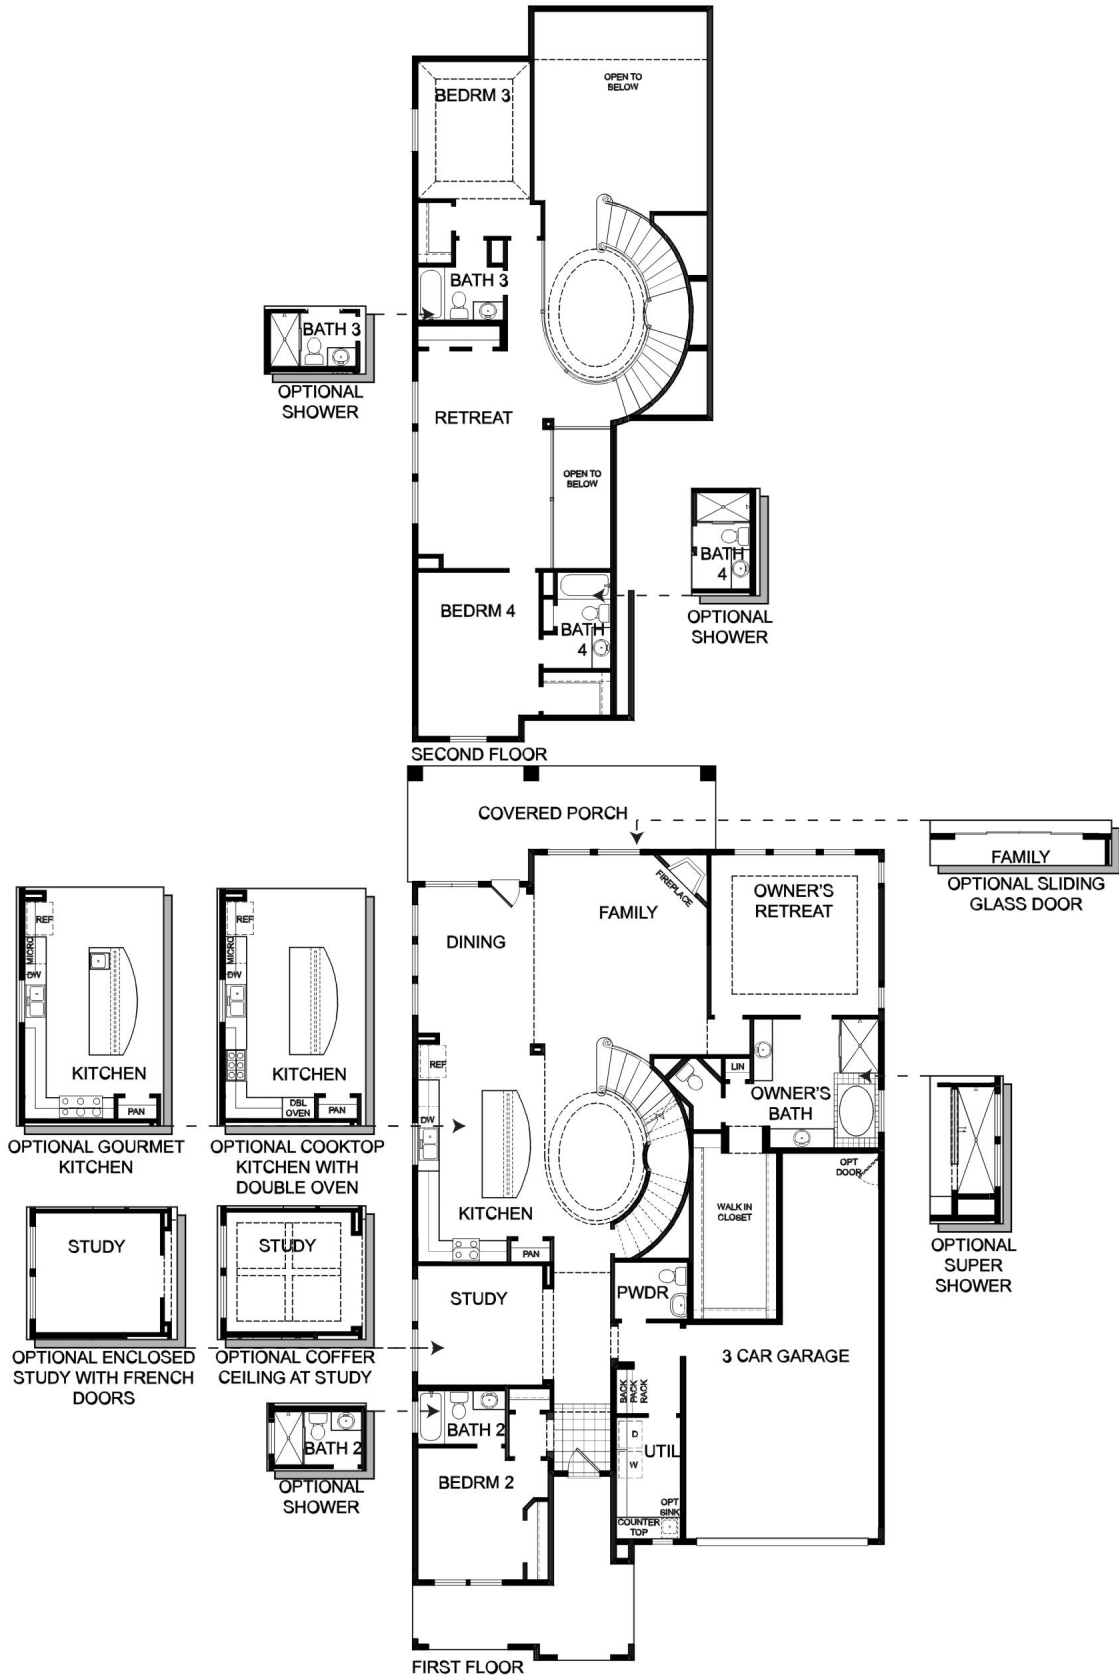 OPEN TO
BELOW
BEDRM 3
BATH 3
BATH 3
OPTIONAL
SHOWER
RETREAT
OPEN TO
BELOW
BATH
4
OPTIONAL
SHOWER
BEDRM 4
BATH
4
SECOND FLOOR
COVERED PORCH
FAMILY
OPTIONAL SLIDING
GLASS DOOR
FIREPLACE
OWNER'S
RETREAT
FAMILY
DINING
REF
MICRO
DW
KITCHEN
PAN
OPTIONAL GOURMET
KITCHEN
REF
MICRO
DW
KITCHEN
DBL
OVEN
PAN
OPTIONAL COOKTOP
KITCHEN WITH
DOUBLE OVEN
REF
DW
KITCHEN
PAN
LIN
OWNER'S
BATH
OPT
DOOR
WALK IN
CLOSET
OPTIONAL
SUPER
SHOWER
STUDY
OPTIONAL ENCLOSED
STUDY WITH FRENCH
DOORS
STUDY
OPTIONAL COFFER
CEILING AT STUDY
STUDY
PWDR
3 CAR GARAGE
BACK
PACK
RACK
BATH 2
OPTIONAL
SHOWER
BATH 2
BEDRM 2
D
W
UTIL
OPT
SINK
COUNTER
TOP
FIRST FLOOR